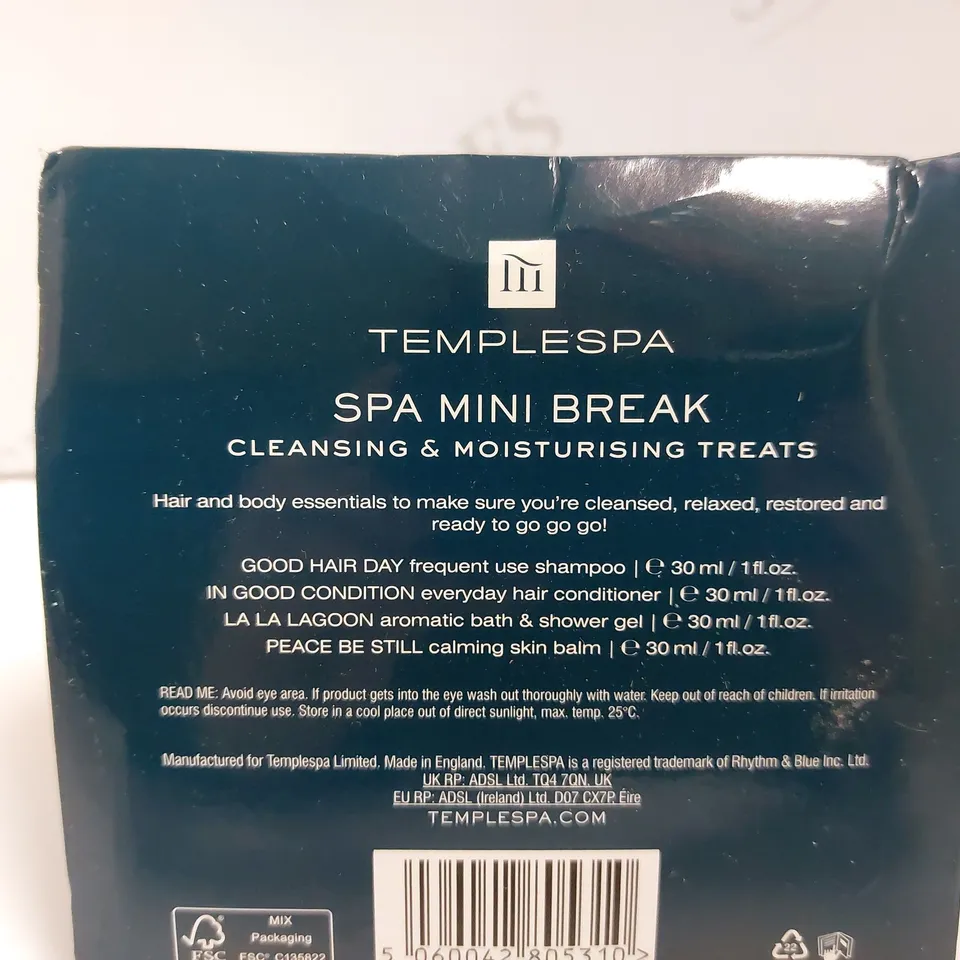 TEMPLESPA
SPA MINI BREAK
CLEANSING & MOISTURISING TREATS
Hair and body essentials to make sure you're cleansed, relaxed, restored and
ready to go go go!
GOOD HAIR DAY frequent use shampoo | ℮ 30 ml / 1fl.oz.
IN GOOD CONDITION everyday hair conditioner | ℮ 30 ml / 1fl.oz.
LA LA LAGOON aromatic bath & shower gel | ℮ 30 ml / 1fl.oz.
PEACE BE STILL calming skin balm | ℮ 30 ml / 1fl.oz.
READ ME: Avoid eye area. If product gets into the eye wash out thoroughly with water. Keep out of reach of children. If irritation
occurs discontinue use. Store in a cool place out of direct sunlight, max. temp. 25°C.
Manufactured for Templespa Limited. Made in England. TEMPLESPA is a registered trademark of Rhythm & Blue Inc. Ltd.
UK RP: ADSL Ltd. TQ4 7QN. UK
EU RP: ADSL (Ireland) Ltd. D07 CX7P. Éire
TEMPLESPA.COM
MIX
Packaging
FSC FSC® C135822
5 060042 805310 >
22